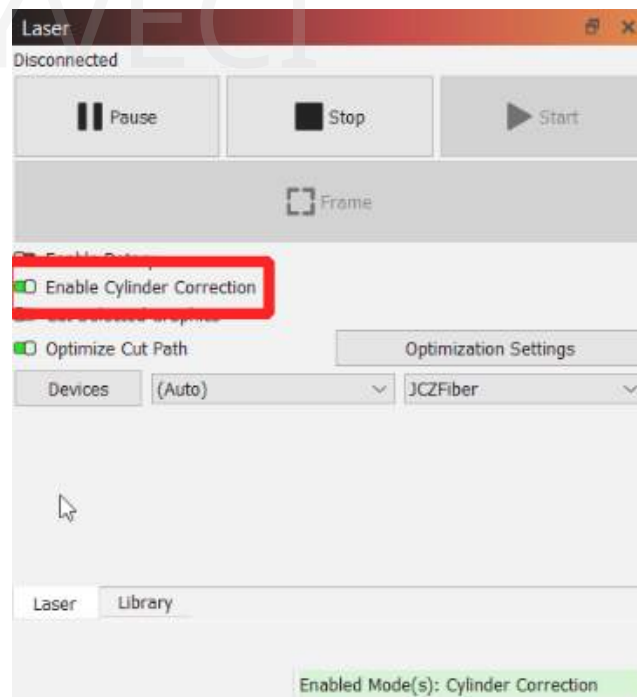 Laser
Disconnected
Pause Stop Start
Frame
Enable Cylinder Correction
Optimize Cut Path Optimization Settings
Devices (Auto) JCZFiber
Laser Library
Enabled Mode(s): Cylinder Correction